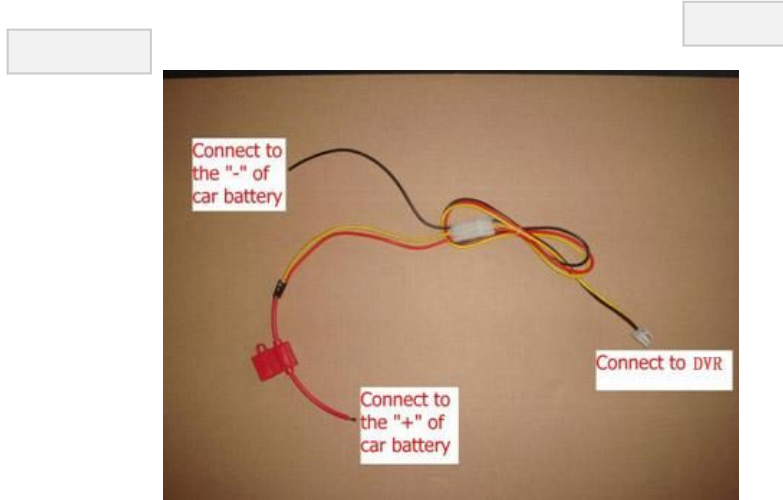 Connect to
the "-" of
car battery
Connect to DVR
Connect to
the "+" of
car battery